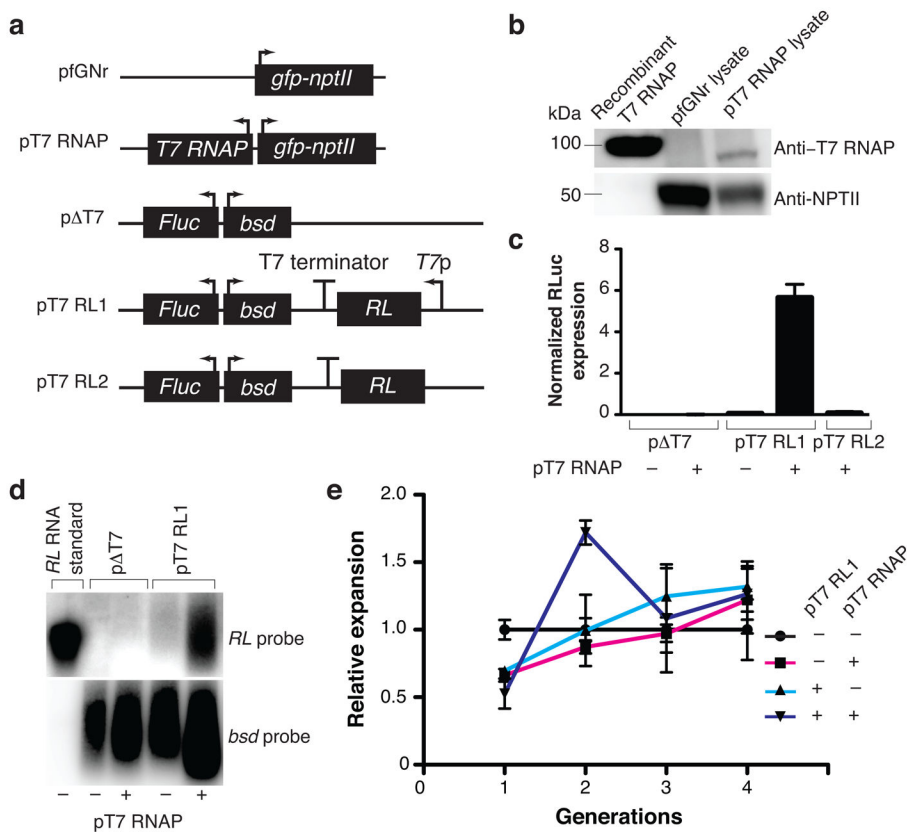 a
pfGNr
gfp-nptII
pT7 RNAP
T7 RNAP
gfp-nptII
pΔT7
Fluc
bsd
T7 terminator
T7p
pT7 RL1
Fluc
bsd
RL
pT7 RL2
Fluc
bsd
RL
b
Recombinant
T7 RNAP
pfGNr lysate
pT7 RNAP lysate
kDa
100
Anti–T7 RNAP
50
Anti-NPTII
c
Normalized RLuc
expression
8
6
4
2
0
pΔT7
pT7 RL1
pT7 RL2
pT7 RNAP
– + – + +
d
RL RNA
standard
pΔT7
pT7 RL1
RL probe
bsd probe
– – + – +
pT7 RNAP
e
Relative expansion
2.0
1.5
1.0
0.5
0
0 1 2 3 4
Generations
pT7 RL1
pT7 RNAP
– –
– +
+ –
+ +